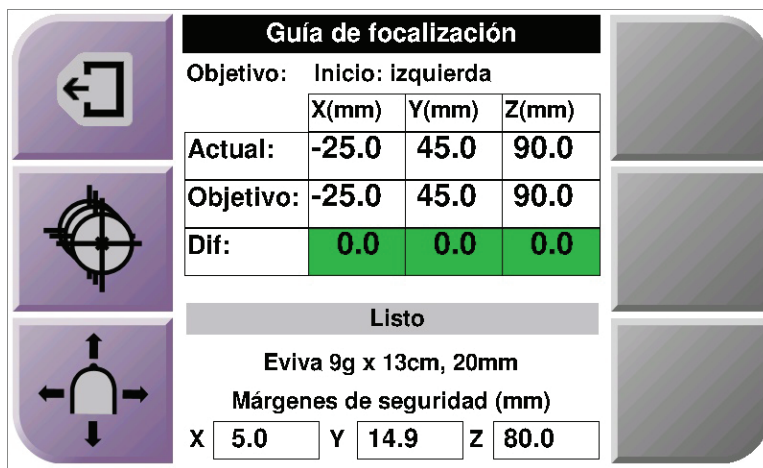 Guía de focalización
Objetivo: Inicio: izquierda
X(mm) Y(mm) Z(mm)
Actual: -25.0 45.0 90.0
Objetivo: -25.0 45.0 90.0
Dif: 0.0 0.0 0.0
Listo
Eviva 9g x 13cm, 20mm
Márgenes de seguridad (mm)
X 5.0 Y 14.9 Z 80.0